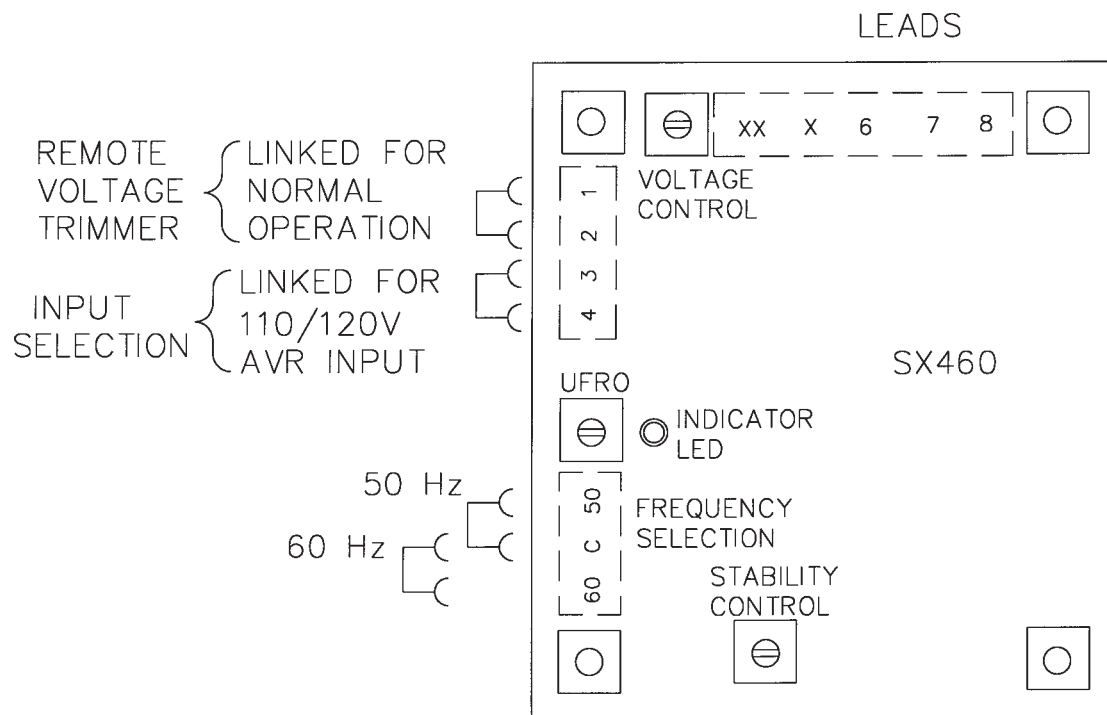 LEADS
XX X 6 7 8
REMOTE
VOLTAGE
TRIMMER
LINKED FOR
NORMAL
OPERATION
1
2
3
4
VOLTAGE
CONTROL
INPUT
SELECTION
LINKED FOR
110/120V
AVR INPUT
SX460
UFRO
INDICATOR
LED
50 Hz
60 Hz
50
C
60
FREQUENCY
SELECTION
STABILITY
CONTROL